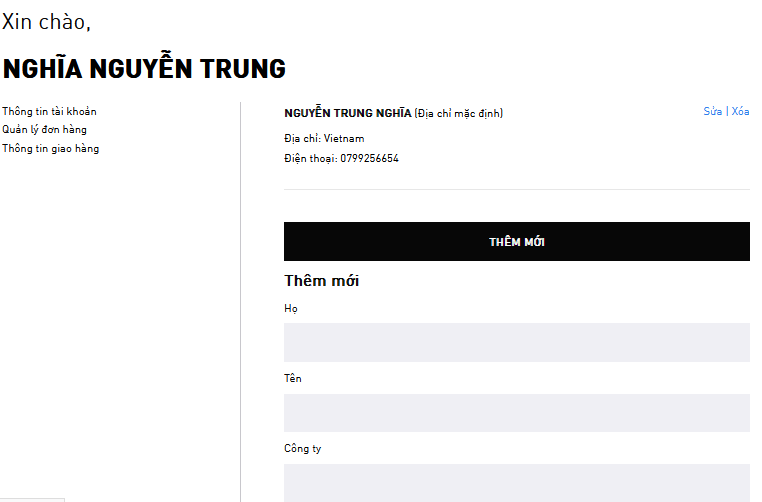 Xin chào,
NGHĨA NGUYỄN TRUNG
Thông tin tài khoản
Quản lý đơn hàng
Thông tin giao hàng
NGUYỄN TRUNG NGHĨA (Địa chỉ mặc định)
Sửa | Xóa
Địa chỉ: Vietnam
Điện thoại: 0799256654
THÊM MỚI
Thêm mới
Họ
Tên
Công ty